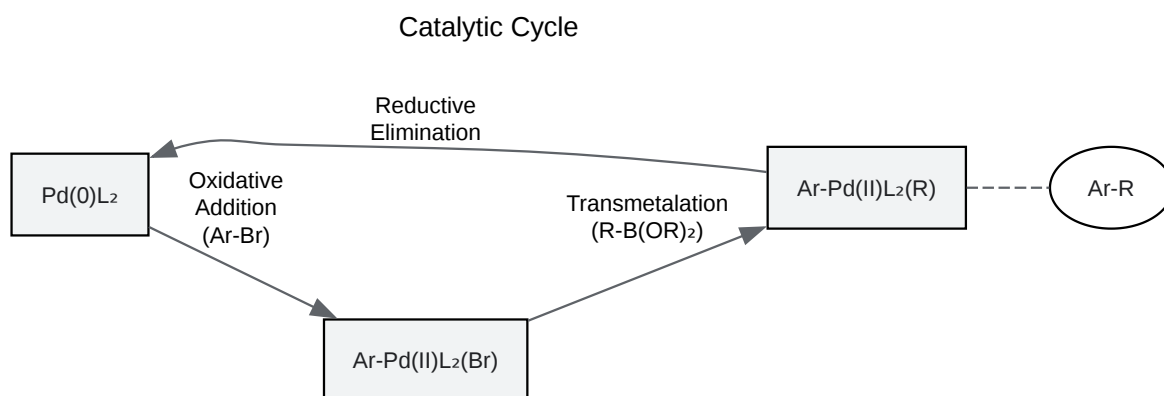 Catalytic Cycle
Reductive
Elimination
Pd(0)L₂
Oxidative
Addition
(Ar-Br)
Transmetalation
(R-B(OR)₂)
Ar-Pd(II)L₂(R)
Ar-R
Ar-Pd(II)L₂(Br)